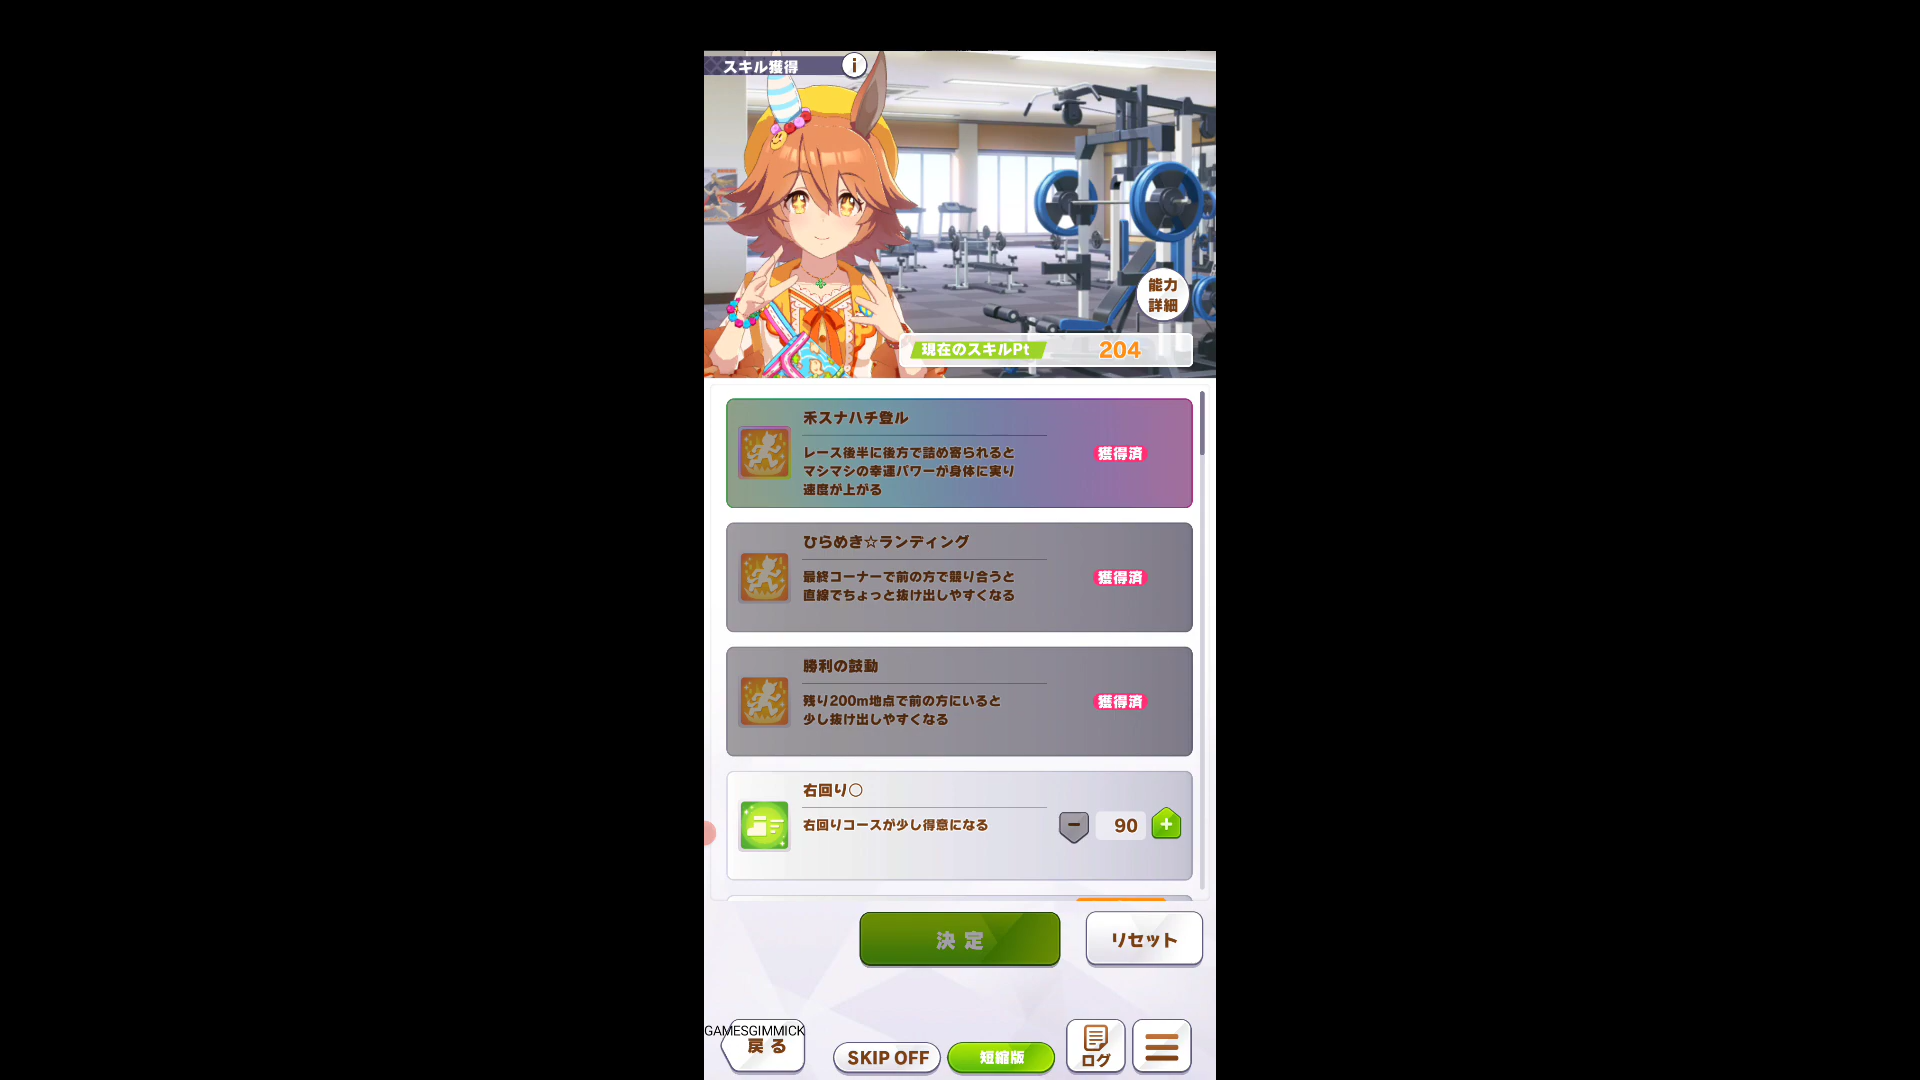 スキル獲得
i
能力
詳細
現在のスキルPt 204
禾スナハチ登ル
レース後半に後方で詰め寄られると
マシマシの幸運パワーが身体に実り
速度が上がる
獲得済
ひらめき☆ランディング
最終コーナーで前の方で競り合うと
直線でちょっと抜け出しやすくなる
獲得済
勝利の鼓動
残り200m地点で前の方にいると
少し抜け出しやすくなる
獲得済
右回り○
右回りコースが少し得意になる
90
決定
リセット
GAMESGIMMICK
戻る
SKIP OFF
短縮版
ログ